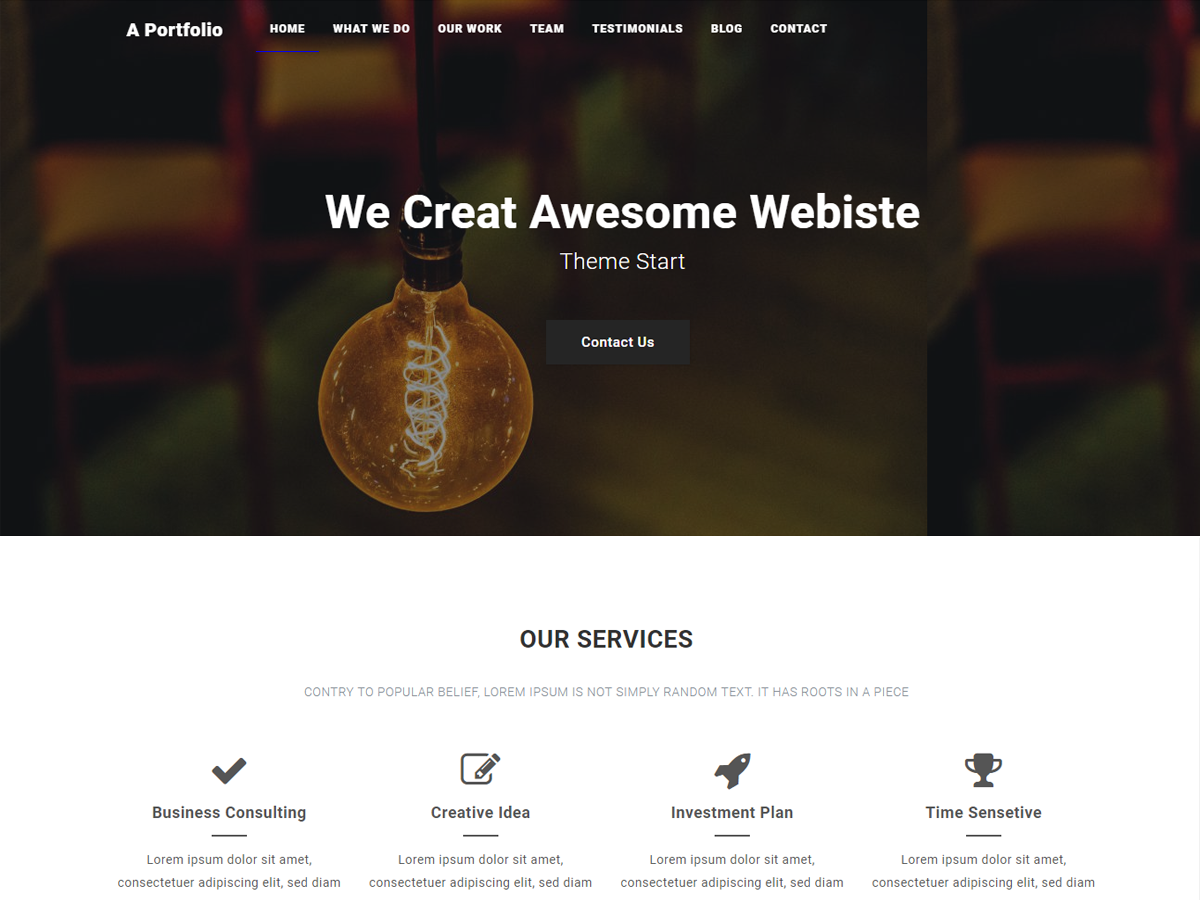 A Portfolio
HOME WHAT WE DO OUR WORK TEAM TESTIMONIALS BLOG CONTACT
We Creat Awesome Webiste
Theme Start
Contact Us
OUR SERVICES
CONTRY TO POPULAR BELIEF, LOREM IPSUM IS NOT SIMPLY RANDOM TEXT. IT HAS ROOTS IN A PIECE
Business Consulting
Lorem ipsum dolor sit amet,
consectetuer adipiscing elit, sed diam
Creative Idea
Lorem ipsum dolor sit amet,
consectetuer adipiscing elit, sed diam
Investment Plan
Lorem ipsum dolor sit amet,
consectetuer adipiscing elit, sed diam
Time Sensetive
Lorem ipsum dolor sit amet,
consectetuer adipiscing elit, sed diam